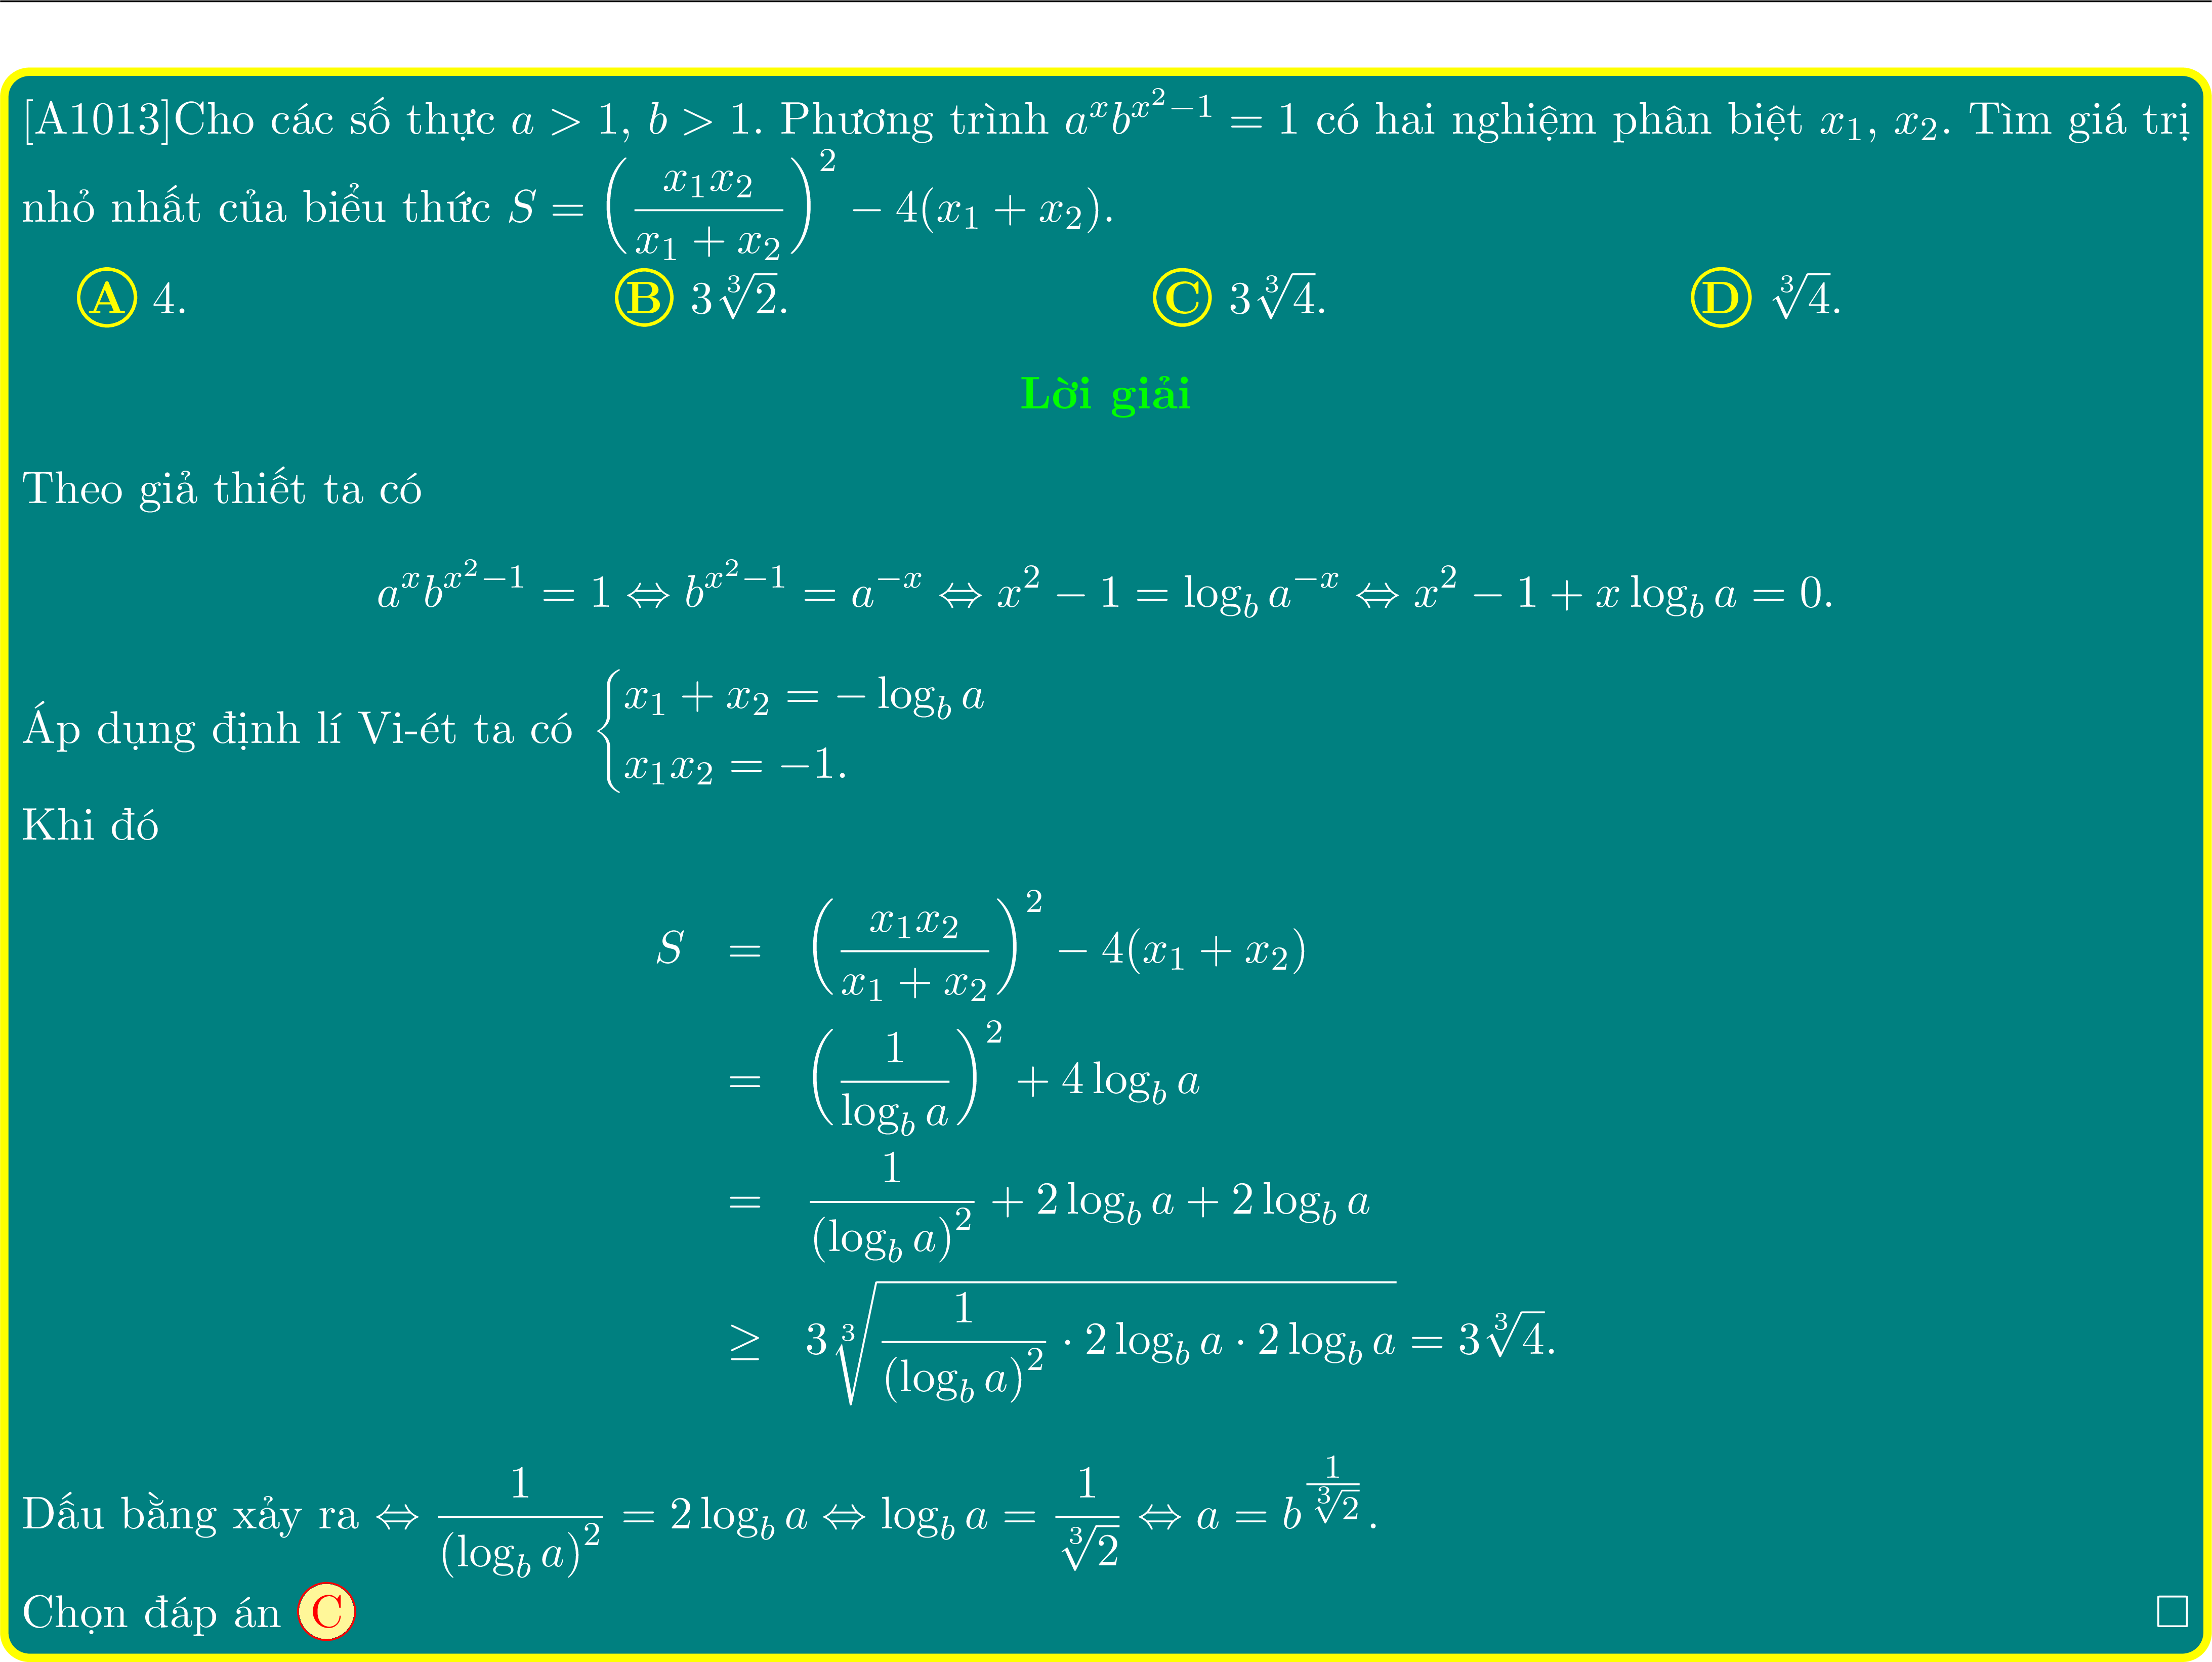 [A1013]Cho các số thực $a > 1$, $b > 1$. Phương trình $a^x b^{x^2-1} = 1$ có hai nghiệm phân biệt $x_1$, $x_2$. Tìm giá trị
nhỏ nhất của biểu thức $S = \left(\dfrac{x_1x_2}{x_1+x_2}\right)^2 - 4(x_1+x_2)$.
A 4. B $3\sqrt[3]{2}$. C $3\sqrt[3]{4}$. D $\sqrt[3]{4}$.
Lời giải
Theo giả thiết ta có
$a^x b^{x^2-1} = 1 \Leftrightarrow b^{x^2-1} = a^{-x} \Leftrightarrow x^2 - 1 = \log_b a^{-x} \Leftrightarrow x^2 - 1 + x\log_b a = 0.$
Áp dụng định lí Vi-ét ta có $\begin{cases} x_1 + x_2 = -\log_b a \\ x_1x_2 = -1. \end{cases}$
Khi đó
$S = \left(\dfrac{x_1x_2}{x_1+x_2}\right)^2 - 4(x_1+x_2)$
$= \left(\dfrac{1}{\log_b a}\right)^2 + 4\log_b a$
$= \dfrac{1}{(\log_b a)^2} + 2\log_b a + 2\log_b a$
$\geq 3\sqrt[3]{\dfrac{1}{(\log_b a)^2} \cdot 2\log_b a \cdot 2\log_b a} = 3\sqrt[3]{4}.$
Dấu bằng xảy ra $\Leftrightarrow \dfrac{1}{(\log_b a)^2} = 2\log_b a \Leftrightarrow \log_b a = \dfrac{1}{\sqrt[3]{2}} \Leftrightarrow a = b^{\frac{1}{\sqrt[3]{2}}}.$
Chọn đáp án C □